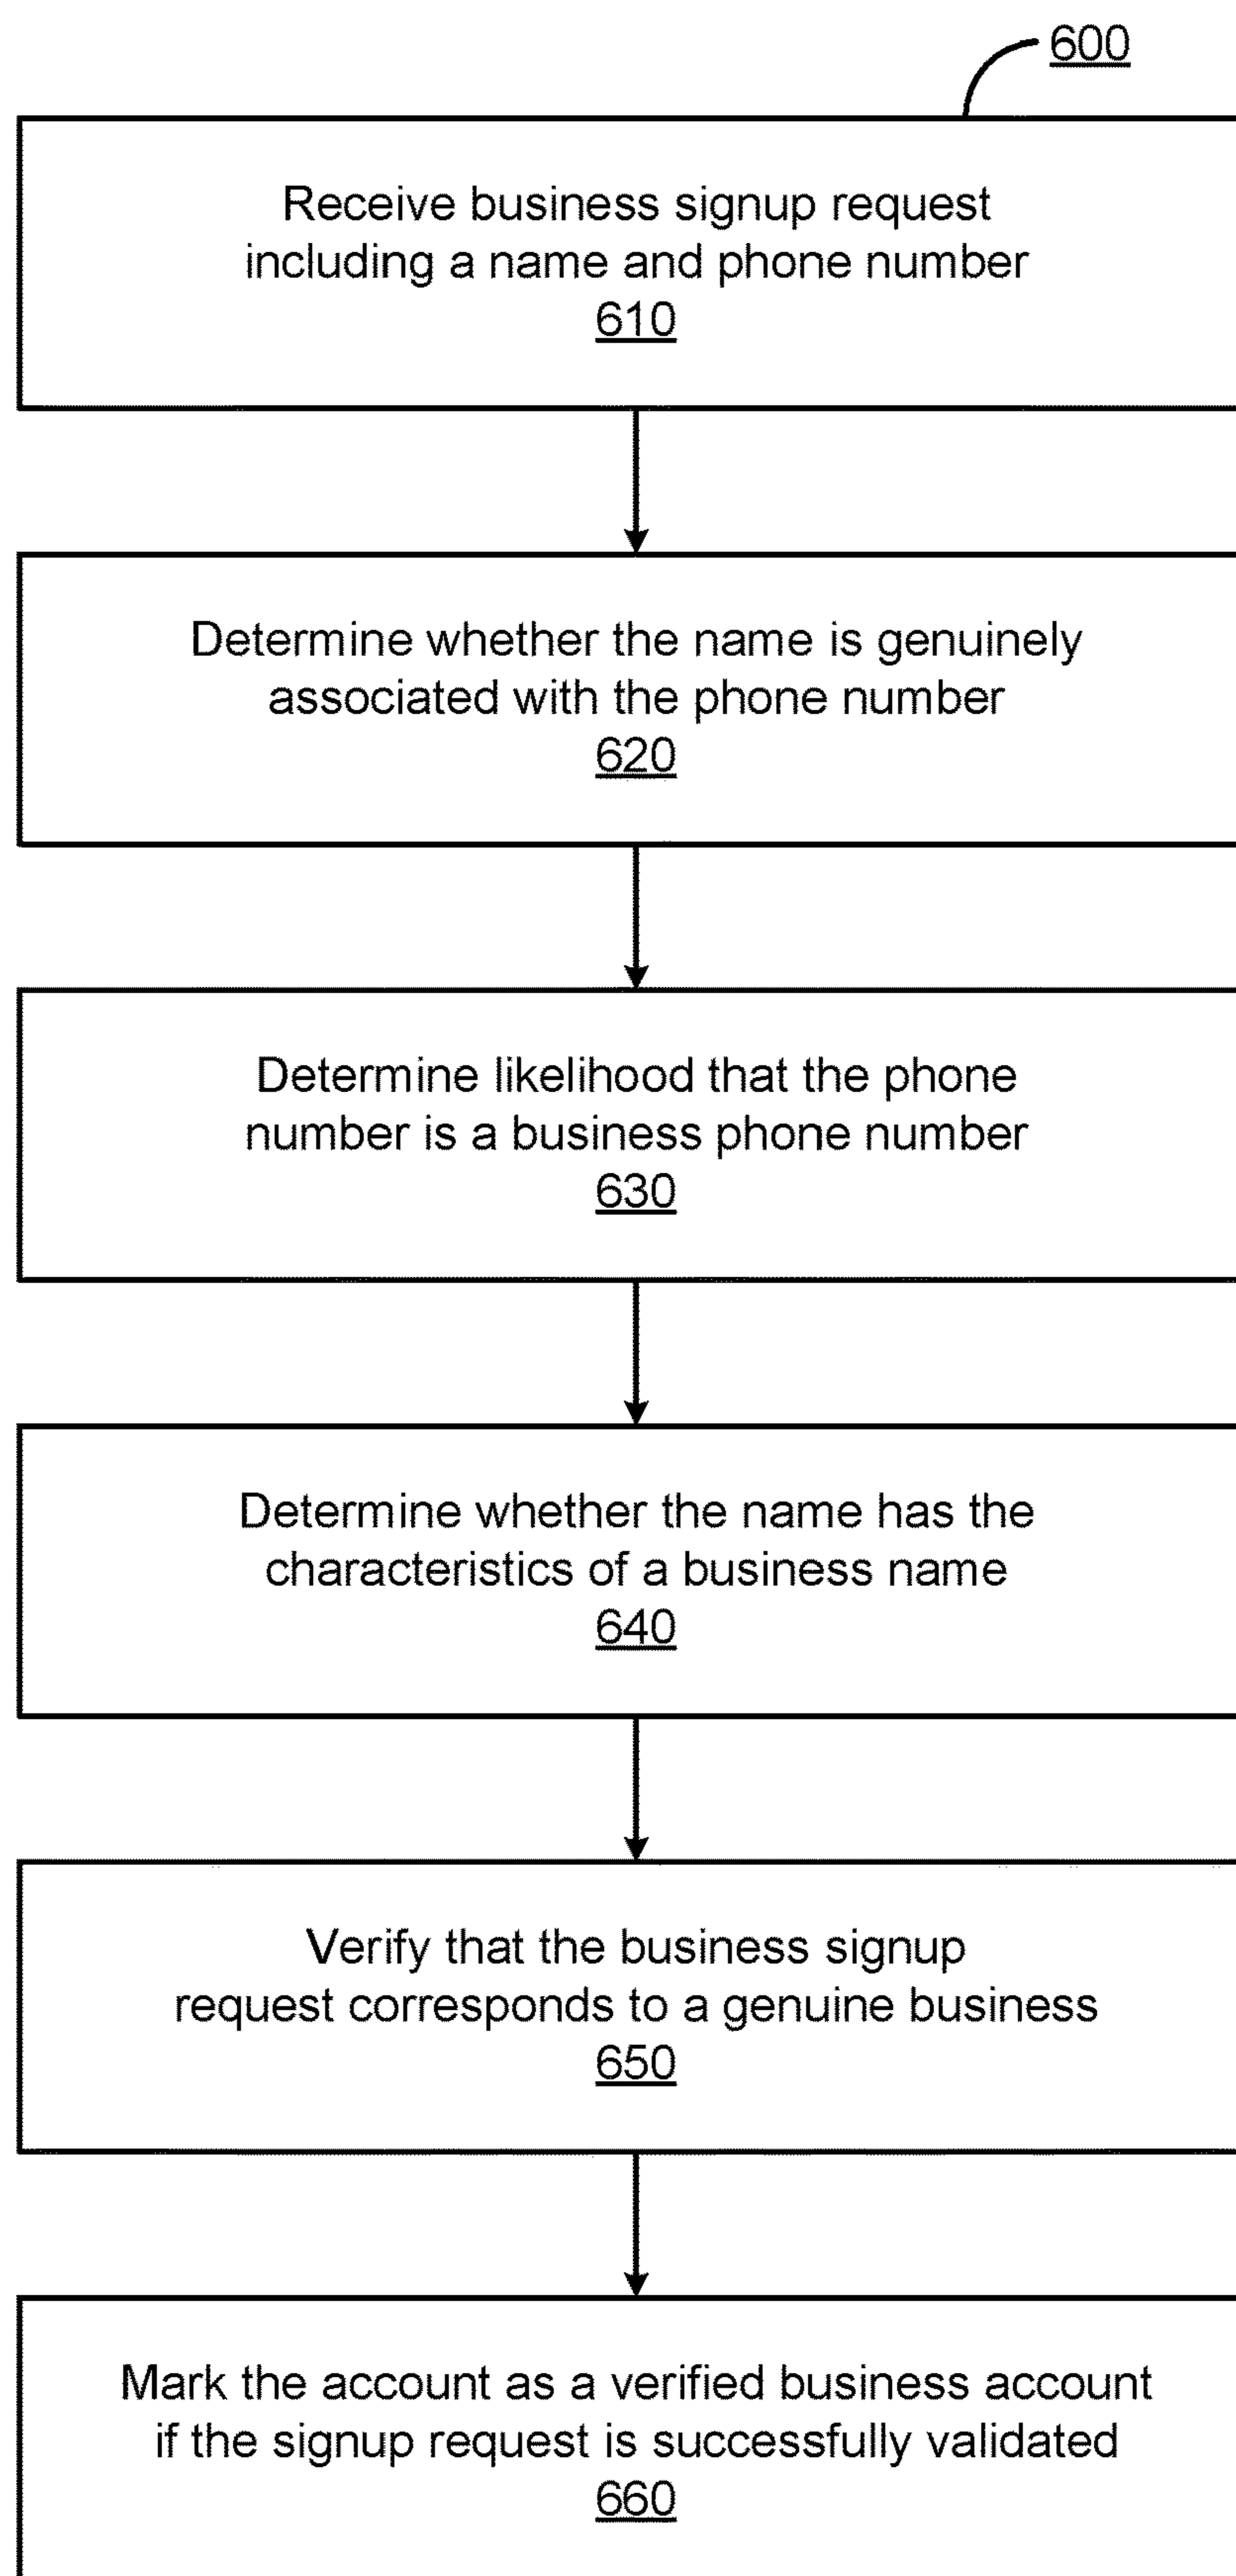 600
Receive business signup request
including a name and phone number
610
Determine whether the name is genuinely
associated with the phone number
620
Determine likelihood that the phone
number is a business phone number
630
Determine whether the name has the
characteristics of a business name
640
Verify that the business signup
request corresponds to a genuine business
650
Mark the account as a verified business account
if the signup request is successfully validated
660